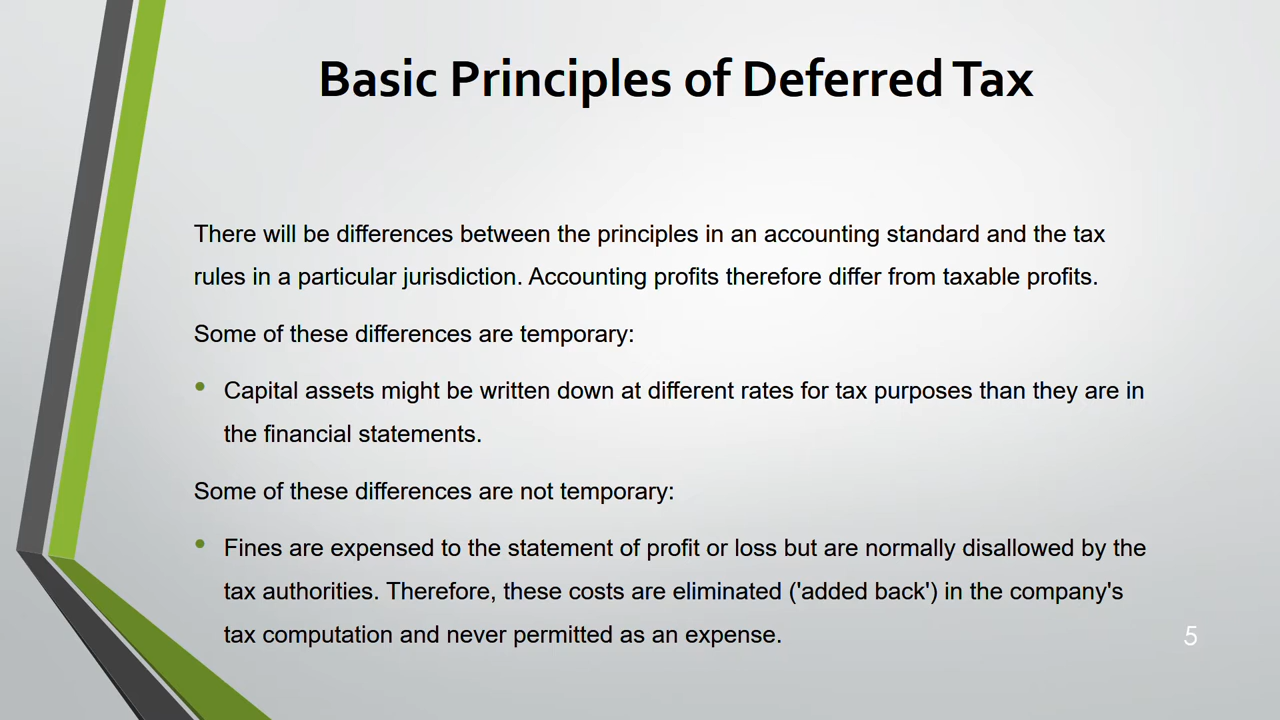 Basic Principles of Deferred Tax
There will be differences between the principles in an accounting standard and the tax
rules in a particular jurisdiction. Accounting profits therefore differ from taxable profits.
Some of these differences are temporary:
• Capital assets might be written down at different rates for tax purposes than they are in
the financial statements.
Some of these differences are not temporary:
• Fines are expensed to the statement of profit or loss but are normally disallowed by the
tax authorities. Therefore, these costs are eliminated ('added back') in the company's
tax computation and never permitted as an expense.
5